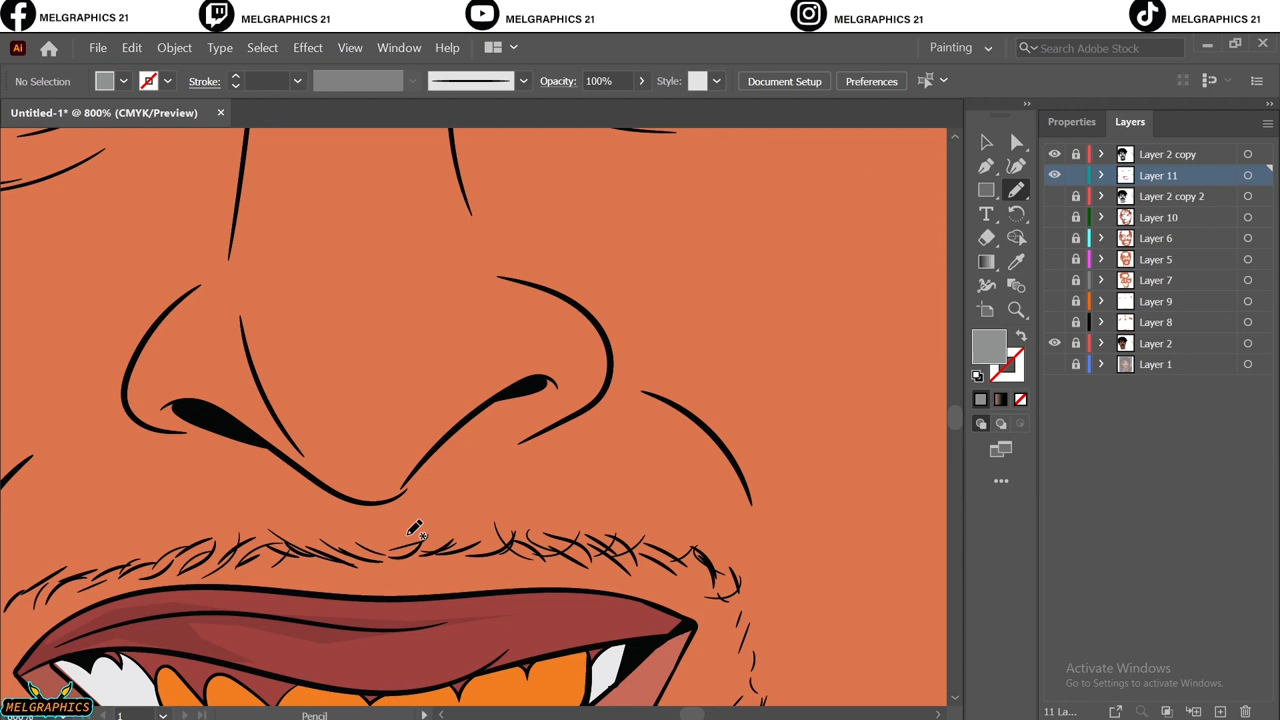 MELGRAPHICS 21
MELGRAPHICS 21
MELGRAPHICS 21
MELGRAPHICS 21
MELGRAPHICS 21
Ai
File Edit Object Type Select Effect View Window Help
Painting
Search Adobe Stock
No Selection
Stroke:
Opacity: 100%
Style:
Document Setup
Preferences
Untitled-1* @ 800% (CMYK/Preview)
Properties
Layers
Layer 2 copy
Layer 11
Layer 2 copy 2
Layer 10
Layer 6
Layer 5
Layer 7
Layer 9
Layer 8
Layer 2
Layer 1
Activate Windows
Go to Settings to activate Windows.
MELGRAPHICS
1
Pencil
11 La...